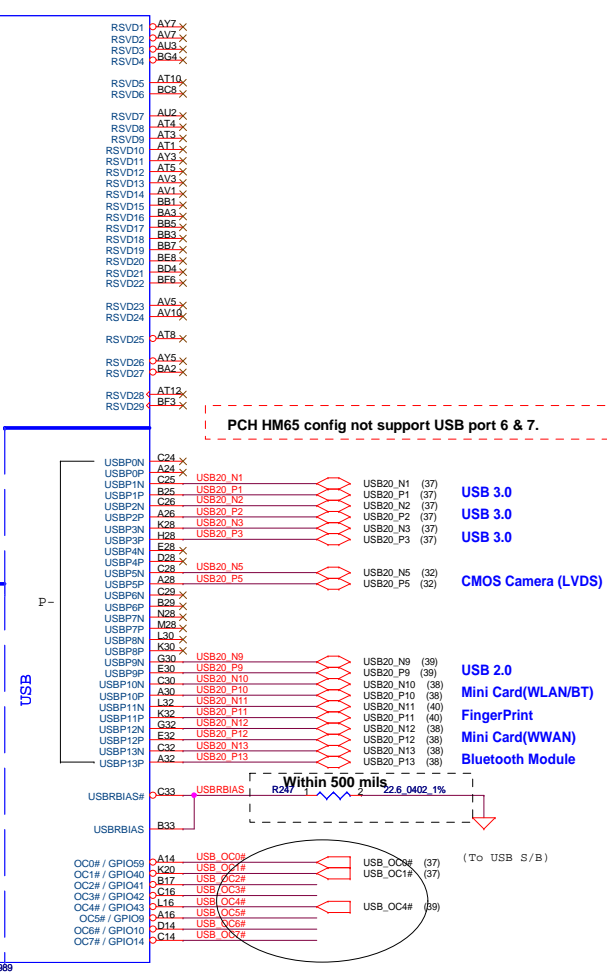 RSVD1 AY7
RSVD2 AV7
RSVD3 AU3
RSVD4 BG4
RSVD5 AT10
RSVD6 BC8
RSVD7 AU2
RSVD8 AT4
RSVD9 AT3
RSVD10 AT1
RSVD11 AY3
RSVD12 AT5
RSVD13 AV3
RSVD14 AV1
RSVD15 BB1
RSVD16 BA3
RSVD17 BB5
RSVD18 BB3
RSVD19 BB7
RSVD20 BE8
RSVD21 BD4
RSVD22 BF6
RSVD23 AV5
RSVD24 AV10
RSVD25 AT8
RSVD26 AY5
RSVD27 BA2
RSVD28 AT12
RSVD29 BF3
PCH HM65 config not support USB port 6 & 7.
USBP0N C24
USBP0P A24
USBP1N C25 USB20_N1 USB20_N1 (37)
USBP1P B25 USB20_P1 USB20_P1 (37) USB 3.0
USBP2N C26 USB20_N2 USB20_N2 (37)
USBP2P A26 USB20_P2 USB20_P2 (37) USB 3.0
USBP3N K28 USB20_N3 USB20_N3 (37)
USBP3P H28 USB20_P3 USB20_P3 (37) USB 3.0
USBP4N E28
USBP4P D28
USBP5N C28 USB20_N5 USB20_N5 (32)
USBP5P A28 USB20_P5 USB20_P5 (32) CMOS Camera (LVDS)
USBP6N C29
USBP6P B29
P-
USBP7N N28
USBP7P M28
USBP8N L30
USBP8P K30
USBP9N G30 USB20_N9 USB20_N9 (39)
USBP9P E30 USB20_P9 USB20_P9 (39) USB 2.0
USBP10N C30 USB20_N10 USB20_N10 (38)
USBP10P A30 USB20_P10 USB20_P10 (38) Mini Card(WLAN/BT)
USBP11N L32 USB20_N11 USB20_N11 (40)
USBP11P K32 USB20_P11 USB20_P11 (40) FingerPrint
USBP12N G32 USB20_N12 USB20_N12 (38)
USBP12P E32 USB20_P12 USB20_P12 (38) Mini Card(WWAN)
USBP13N C32 USB20_N13 USB20_N13 (38)
USBP13P A32 USB20_P13 USB20_P13 (38) Bluetooth Module
USB
Within 500 mils
USBRBIAS# C33 USBRBIAS R247 1 2 22.6_0402_1%
USBRBIAS B33
OC0# / GPIO59 A14 USB_OC0# USB_OC0# (37) (To USB S/B)
OC1# / GPIO40 K20 USB_OC1# USB_OC1# (37)
OC2# / GPIO41 B17 USB_OC2#
OC3# / GPIO42 C16 USB_OC3#
OC4# / GPIO43 L16 USB_OC4# USB_OC4# (39)
OC5# / GPIO9 A16 USB_OC5#
OC6# / GPIO10 D14 USB_OC6#
OC7# / GPIO14 C14 USB_OC7#
989